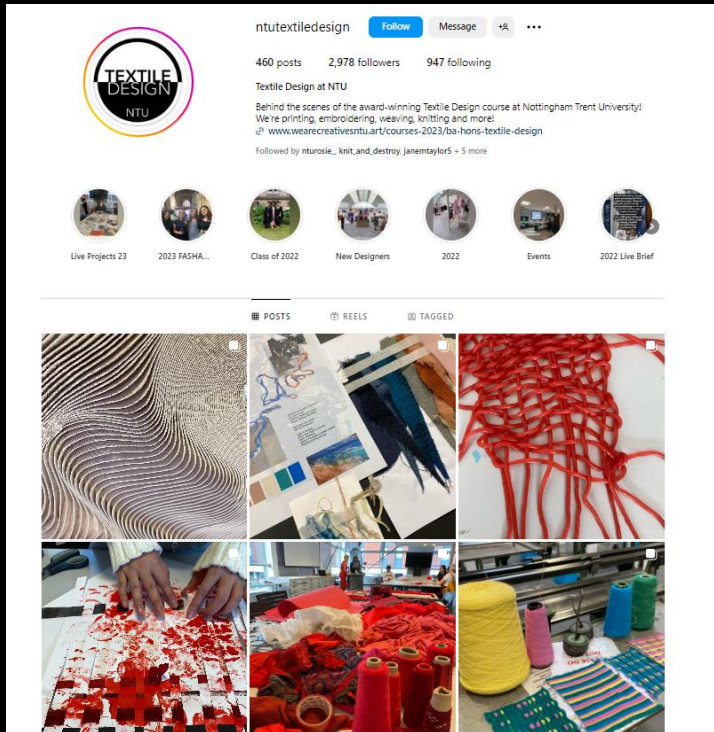 TEXTILE
DESIGN
NTU
ntutextiledesign Follow Message
460 posts 2,978 followers 947 following
Textile Design at NTU
Behind the scenes of the award-winning Textile Design course at Nottingham Trent University!
We're printing, embroidering, weaving, knitting and more!
www.wearecreativesntu.art/courses-2023/ba-hons-textile-design
Followed by nturosie_, knit_and_destroy, janemtaylor5 + 5 more
Live Projects 23 2023 FASHA... Class of 2022 New Designers 2022 Events 2022 Live Brief
POSTS REELS TAGGED